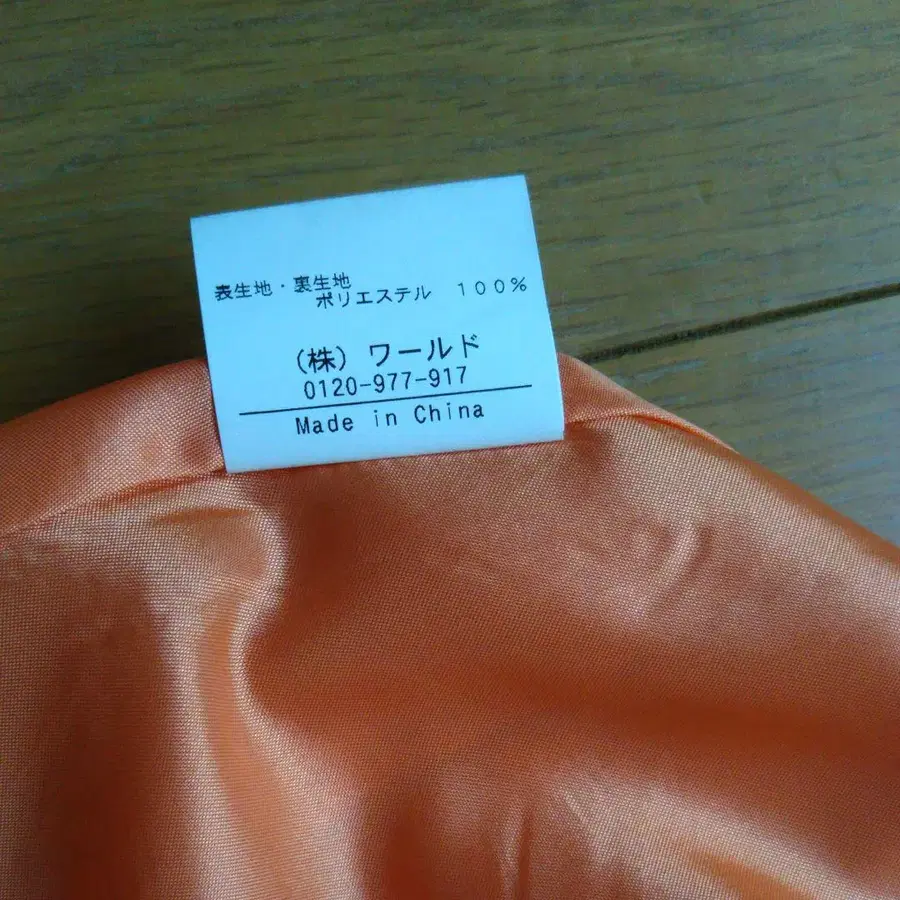 表生地・裏生地
ポリエステル １００％
（株）ワールド
0120-977-917
Made in China